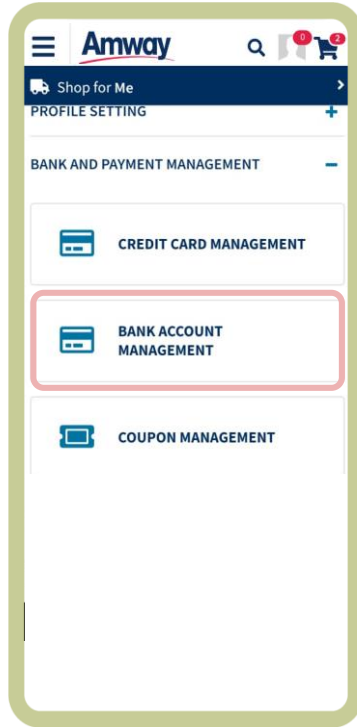 Amway
0
2
Shop for Me
PROFILE SETTING
BANK AND PAYMENT MANAGEMENT
CREDIT CARD MANAGEMENT
BANK ACCOUNT
MANAGEMENT
COUPON MANAGEMENT